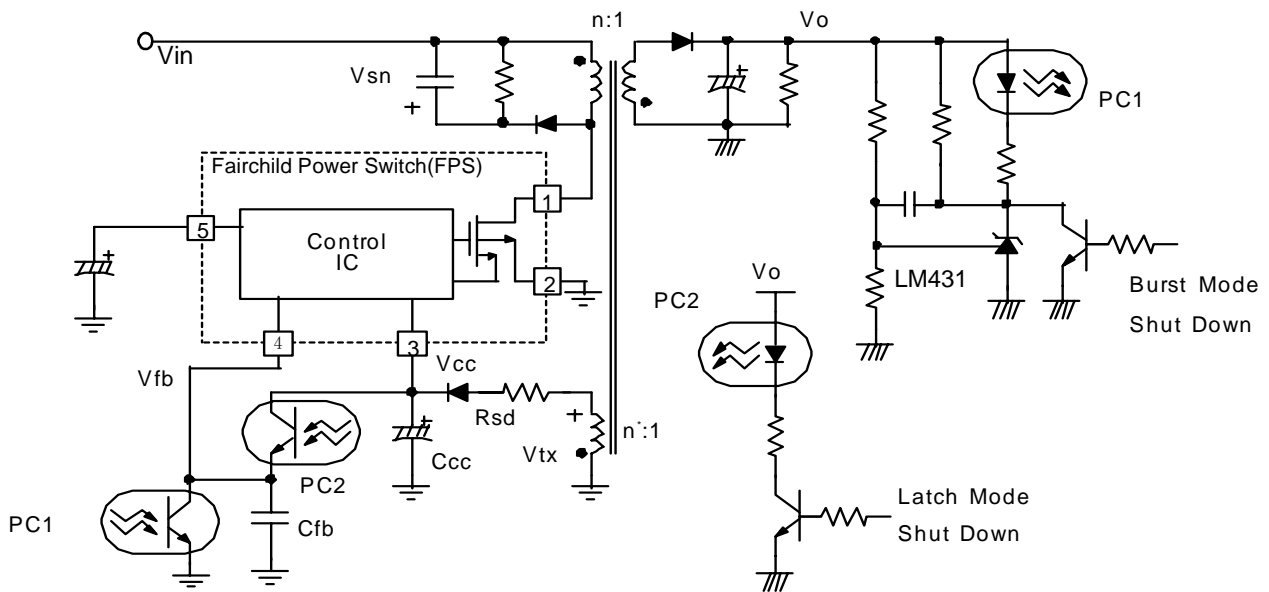 n:1
Vo
Vin
Vsn
+
+
PC1
Fairchild Power Switch(FPS)
1
5
Control
IC
2
LM431
Burst Mode
Shut Down
Vo
PC2
4
3
Vfb
Vcc
+
Rsd
+
n`:1
Vtx
Ccc
PC2
PC1
Cfb
Latch Mode
Shut Down
+